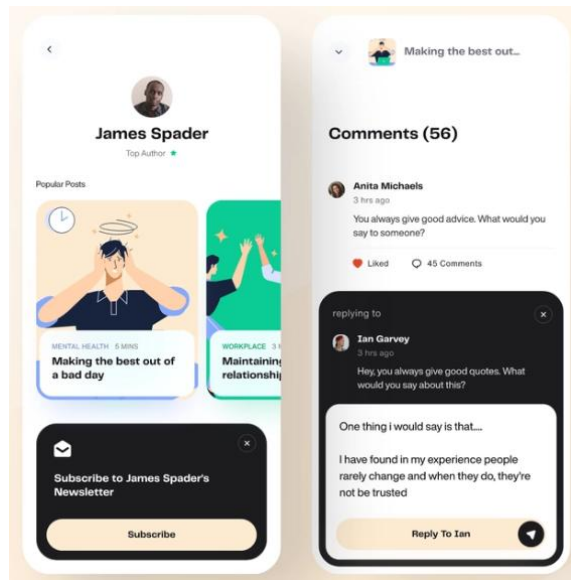 James Spader
Top Author
Popular Posts
MENTAL HEALTH 5 MINS
Making the best out of
a bad day
WORKPLACE 3
Maintaining
relationship
Subscribe to James Spader's
Newsletter
Subscribe
Making the best out...
Comments (56)
Anita Michaels
3 hrs ago
You always give good advice. What would you
say to someone?
Liked 45 Comments
replying to
Ian Garvey
3 hrs ago
Hey, you always give good quotes. What
would you say about this?
One thing i would say is that....
I have found in my experience people
rarely change and when they do, they're
not be trusted
Reply To Ian